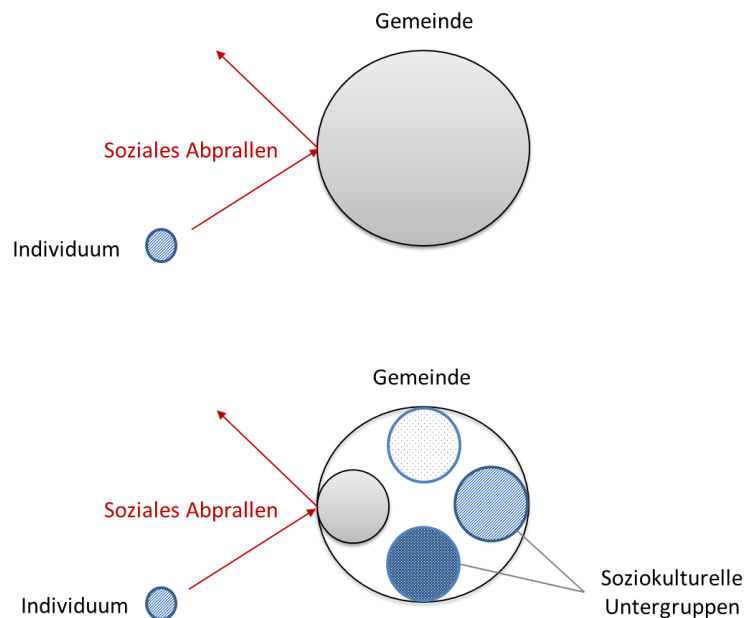 Gemeinde
Soziales Abprallen
Individuum
Gemeinde
Soziales Abprallen
Individuum
Soziokulturelle
Untergruppen